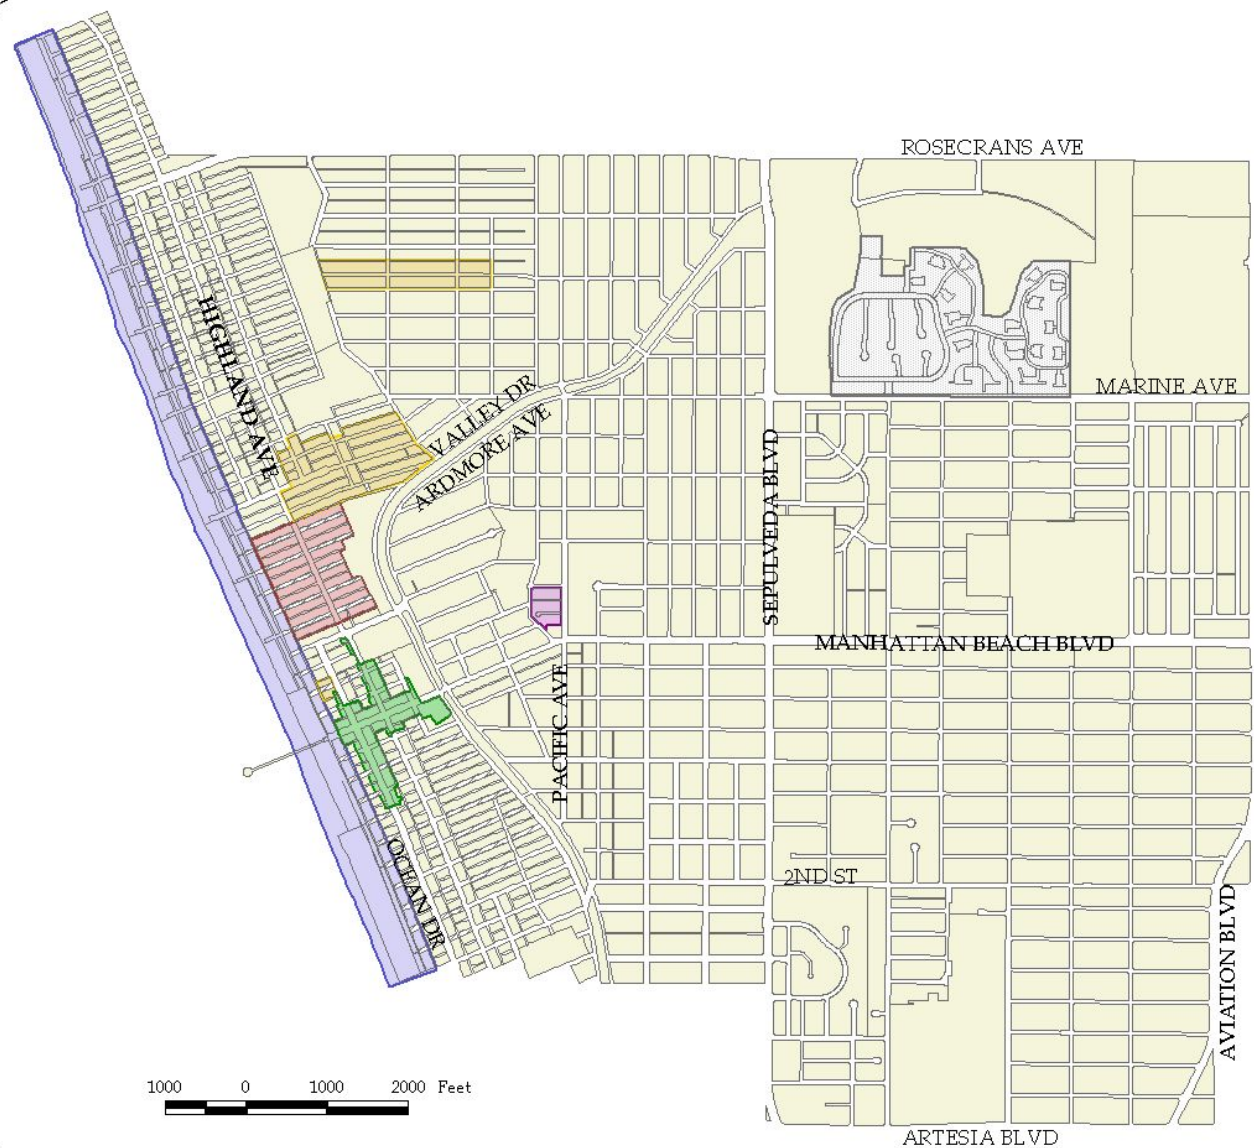 ROSECRANS AVE
HIGHLAND AVE
VALLEY DR
ARDMORE AVE
MARINE AVE
SEPULVEDA BLVD
MANHATTAN BEACH BLVD
PACIFIC AVE
OCEAN DR
2ND ST
AVIATION BLVD
1000 0 1000 2000 Feet
ARTESIA BLVD